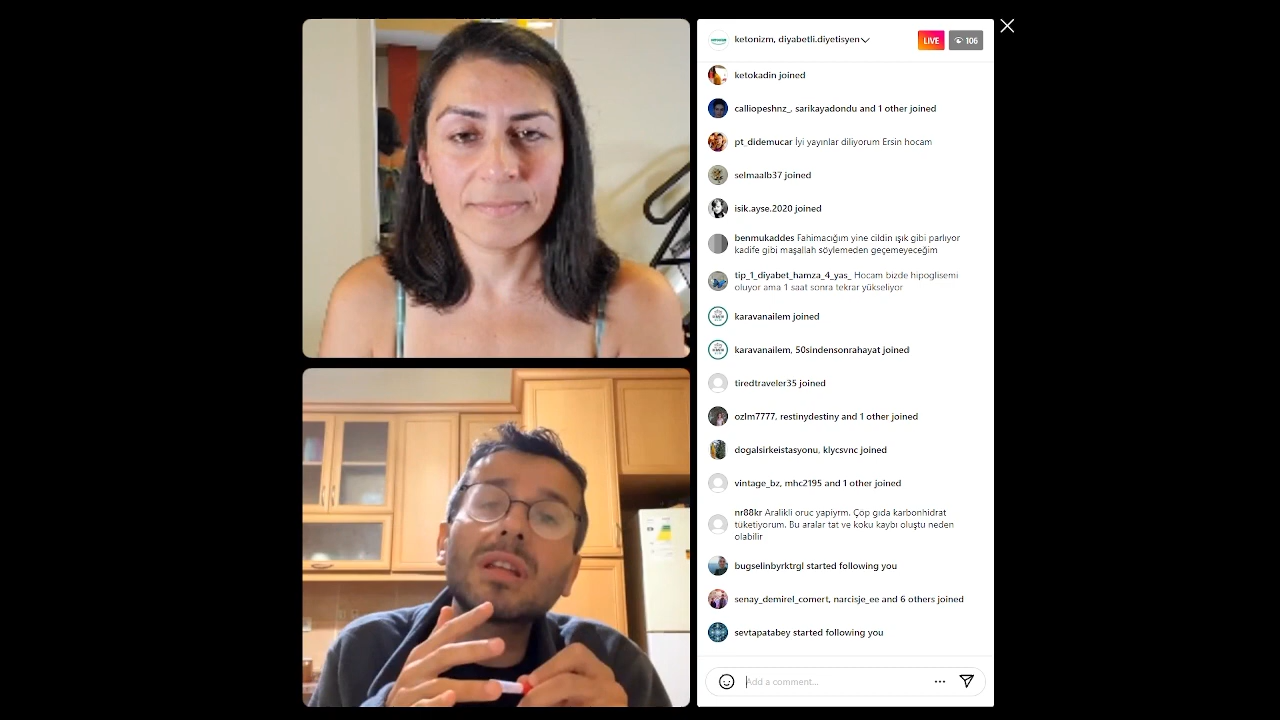 ketonizm, diyabetli.diyetisyen
LIVE
106
ketokadin joined
calliopeshnz_, sarikayadondu and 1 other joined
pt_didemucar İyi yayınlar diliyorum Ersin hocam
selmaalb37 joined
isik.ayse.2020 joined
benmukaddes Fahimacığım yine cildin ışık gibi parlıyor
kadife gibi maşallah söylemeden geçemeyeceğim
tip_1_diyabet_hamza_4_yas_ Hocam bizde hipoglisemi
oluyor ama 1 saat sonra tekrar yükseliyor
karavanailem joined
karavanailem, 50sindensonrahayat joined
tiredtraveler35 joined
ozlm7777, restinydestiny and 1 other joined
dogalsirkeistasyonu, klycsvnc joined
vintage_bz, mhc2195 and 1 other joined
nr88kr Aralikli oruc yapiyrm. Çop gıda karbonhidrat
tüketiyorum. Bu aralar tat ve koku kaybı oluştu neden
olabilir
bugselinbyrktrgl started following you
senay_demirel_comert, narcisje_ee and 6 others joined
sevtapatabey started following you
Add a comment...